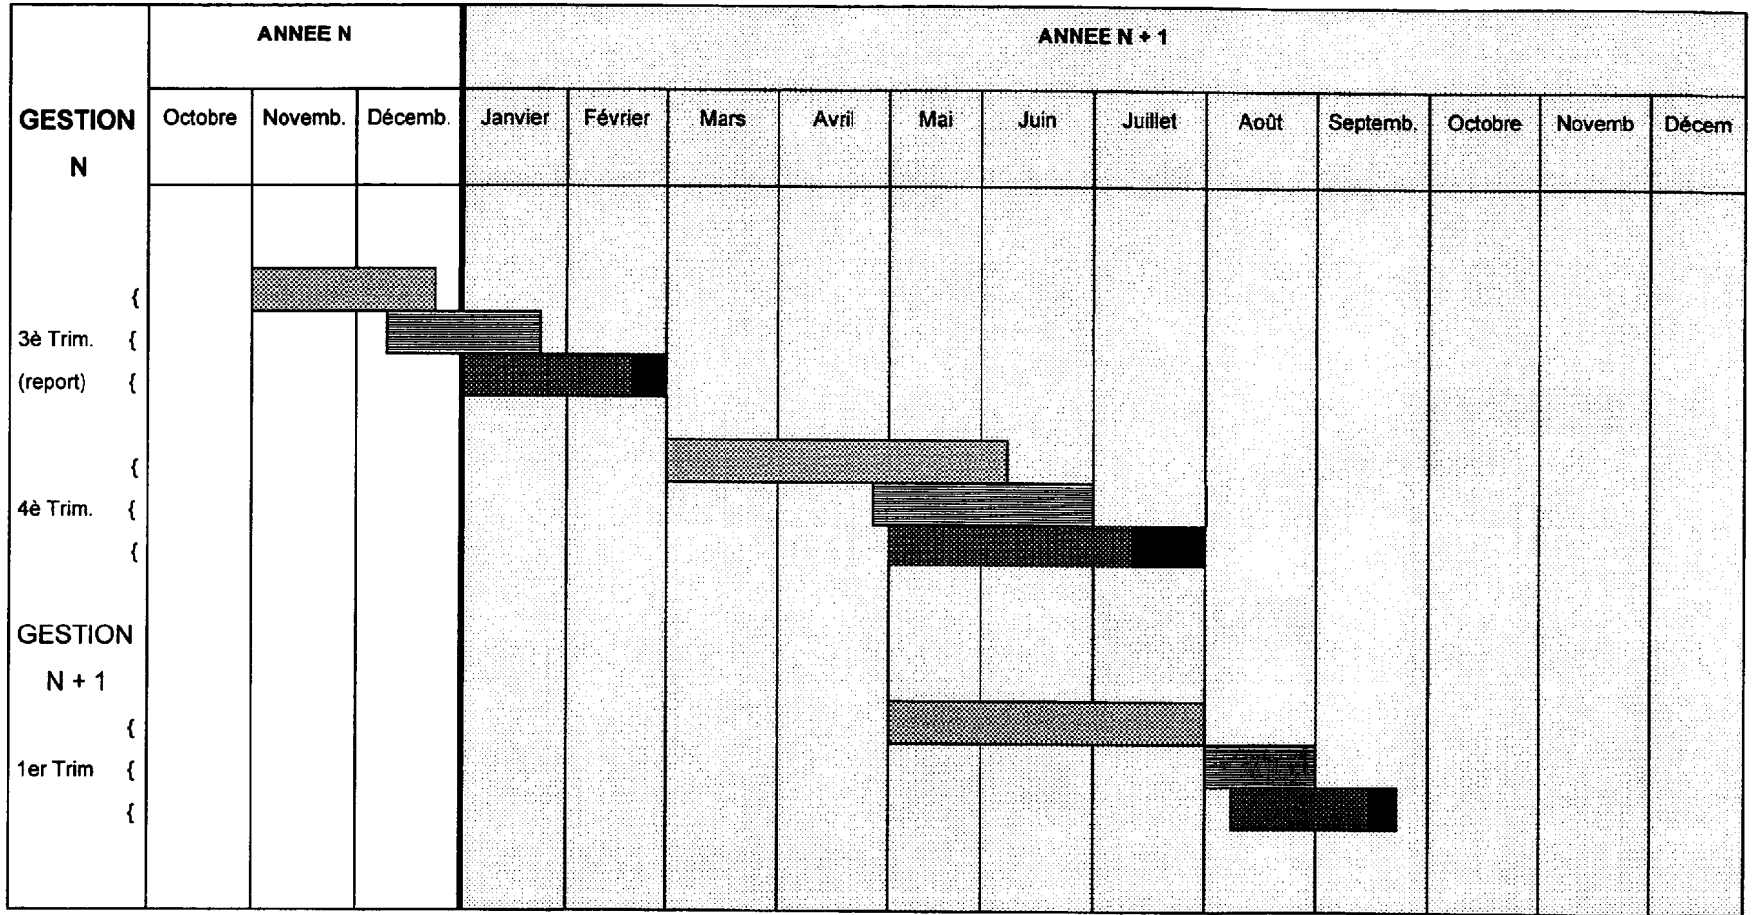 ANNEE N
ANNEE N + 1
GESTION
N
Octobre Novemb. Décemb. Janvier Février Mars Avril Mai Juin Juillet Août Septemb. Octobre Novemb Décem
{
3è Trim. {
(report) {
{
4è Trim. {
{
GESTION
N + 1
{
1er Trim {
{